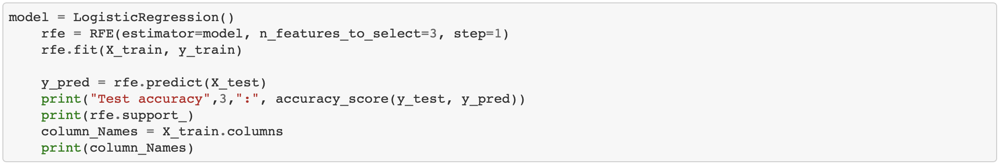 model = LogisticRegression()
    rfe = RFE(estimator=model, n_features_to_select=3, step=1)
    rfe.fit(X_train, y_train)

    y_pred = rfe.predict(X_test)
    print("Test accuracy",3,":", accuracy_score(y_test, y_pred))
    print(rfe.support_)
    column_Names = X_train.columns
    print(column_Names)